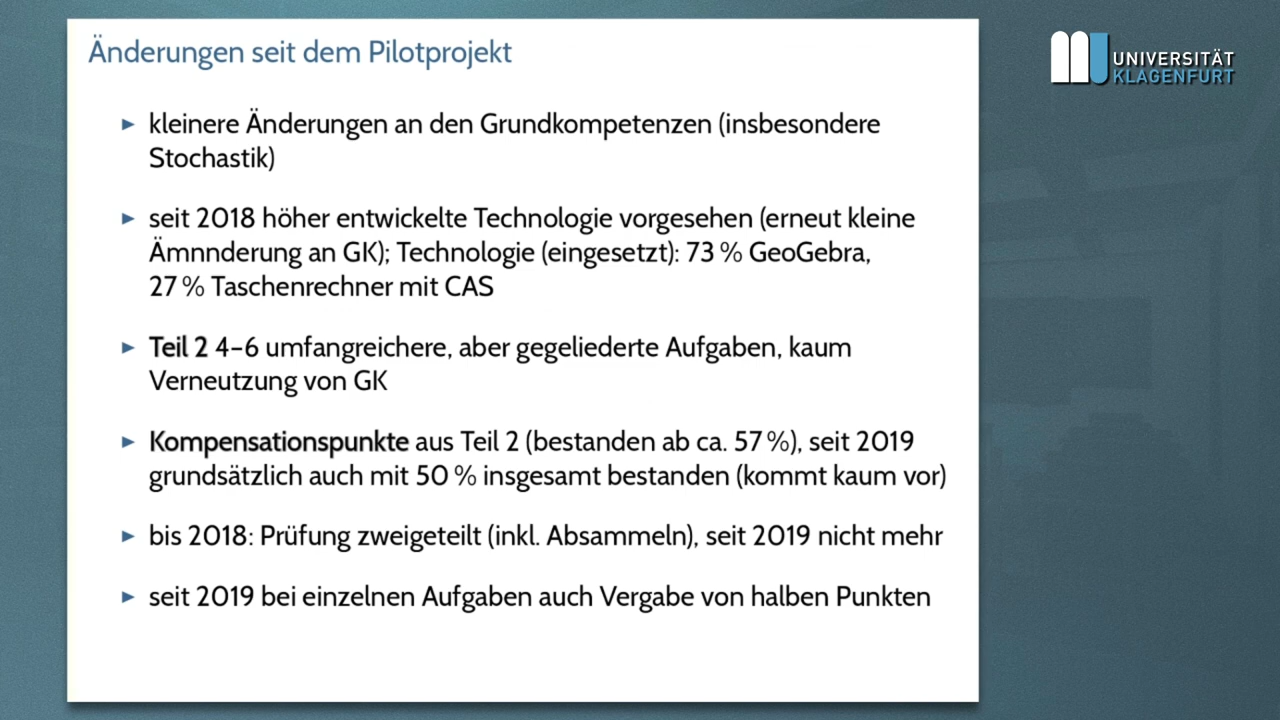 Änderungen seit dem Pilotprojekt
UNIVERSITÄT
KLAGENFURT
► kleinere Änderungen an den Grundkompetenzen (insbesondere
Stochastik)
► seit 2018 höher entwickelte Technologie vorgesehen (erneut kleine
Ämnnderung an GK); Technologie (eingesetzt): 73 % GeoGebra,
27 % Taschenrechner mit CAS
► Teil 2 4–6 umfangreichere, aber gegeliederte Aufgaben, kaum
Verneutzung von GK
► Kompensationspunkte aus Teil 2 (bestanden ab ca. 57 %), seit 2019
grundsätzlich auch mit 50 % insgesamt bestanden (kommt kaum vor)
► bis 2018: Prüfung zweigeteilt (inkl. Absammeln), seit 2019 nicht mehr
► seit 2019 bei einzelnen Aufgaben auch Vergabe von halben Punkten